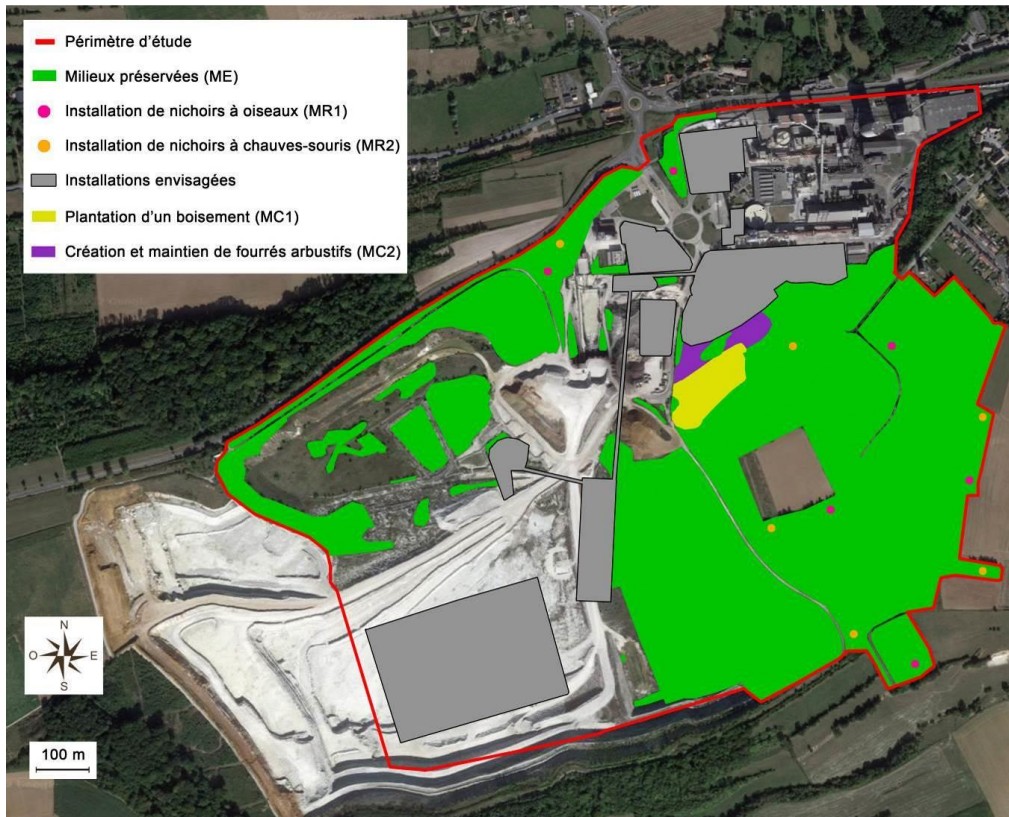 Périmètre d'étude
Milieux préservées (ME)
Installation de nichoirs à oiseaux (MR1)
Installation de nichoirs à chauves-souris (MR2)
Installations envisagées
Plantation d'un boisement (MC1)
Création et maintien de fourrés arbustifs (MC2)
N
O E
S
100 m